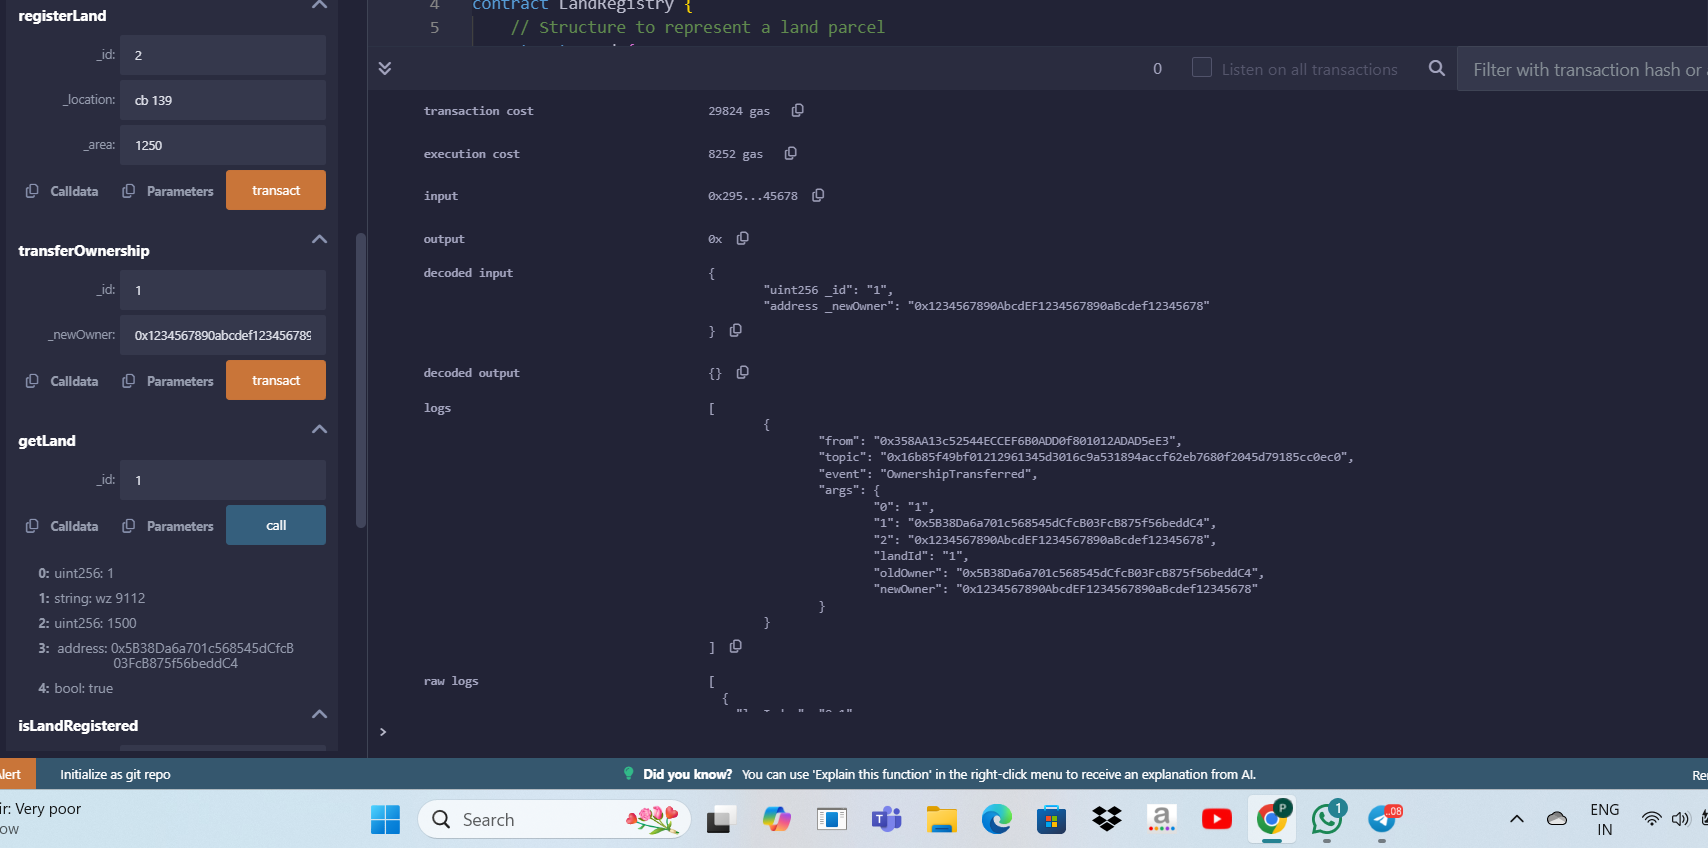 registerLand
_id: 2
_location: cb 139
_area: 1250
Calldata Parameters transact
transferOwnership
_id: 1
_newOwner: 0x1234567890abcdef123456789
Calldata Parameters transact
getLand
_id: 1
Calldata Parameters call
0: uint256: 1
1: string: wz 9112
2: uint256: 1500
3: address: 0x5B38Da6a701c568545dCfcB
03FcB875f56beddC4
4: bool: true
isLandRegistered
4 contract LandRegistry {
5 // Structure to represent a land parcel
0 Listen on all transactions Filter with transaction hash or
transaction cost 29824 gas
execution cost 8252 gas
input 0x295...45678
output 0x
decoded input {
"uint256 _id": "1",
"address _newOwner": "0x1234567890AbcdEF1234567890aBcdef12345678"
}
decoded output {}
logs [
{
"from": "0x358AA13c52544ECCEF6B0ADD0f801012ADAD5eE3",
"topic": "0x16b85f49bf01212961345d3016c9a531894accf62eb7680f2045d79185cc0ec0",
"event": "OwnershipTransferred",
"args": {
"0": "1",
"1": "0x5B38Da6a701c568545dCfcB03FcB875f56beddC4",
"2": "0x1234567890AbcdEF1234567890aBcdef12345678",
"landId": "1",
"oldOwner": "0x5B38Da6a701c568545dCfcB03FcB875f56beddC4",
"newOwner": "0x1234567890AbcdEF1234567890aBcdef12345678"
}
}
]
raw logs [
{
>
Initialize as git repo
Did you know? You can use 'Explain this function' in the right-click menu to receive an explanation from AI.
Very poor
Search
P
1
.08
ENG
IN